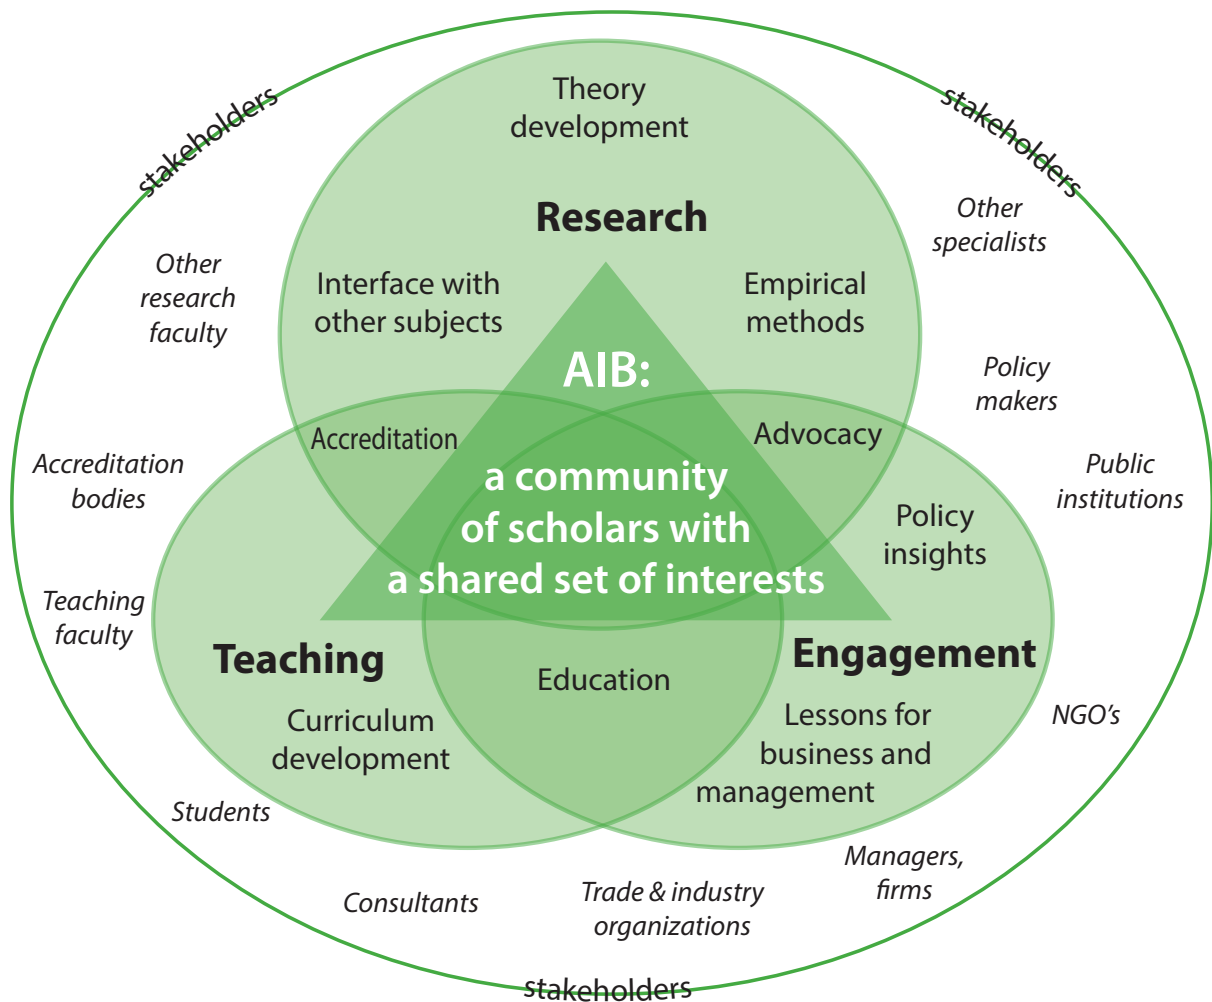 stakeholders
stakeholders
Theory
development
Research
Other
specialists
Other
research
faculty
Interface with
other subjects
Empirical
methods
AIB:
Policy
makers
Accreditation
Advocacy
Accreditation
bodies
a community
of scholars with
a shared set of interests
Public
institutions
Policy
insights
Teaching
faculty
Teaching
Engagement
Education
Curriculum
development
Lessons for
business and
management
NGO's
Students
Consultants
Trade & industry
organizations
Managers,
firms
stakeholders